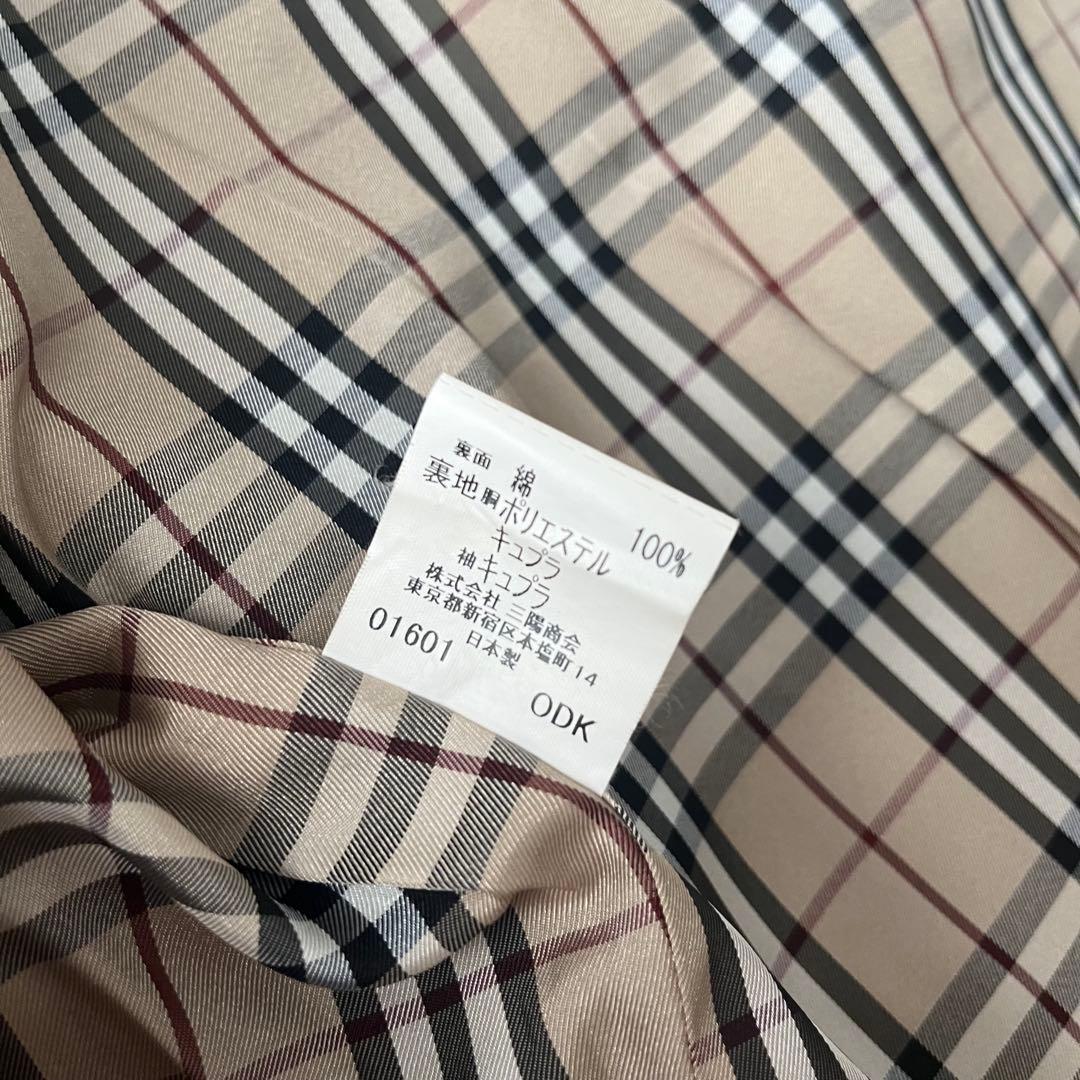 裏面 綿 100%
裏地 胴 ポリエステル
キュプラ
袖 キュプラ
株式会社 三陽商会
東京都新宿区本塩町14
01601 日本製
ODK